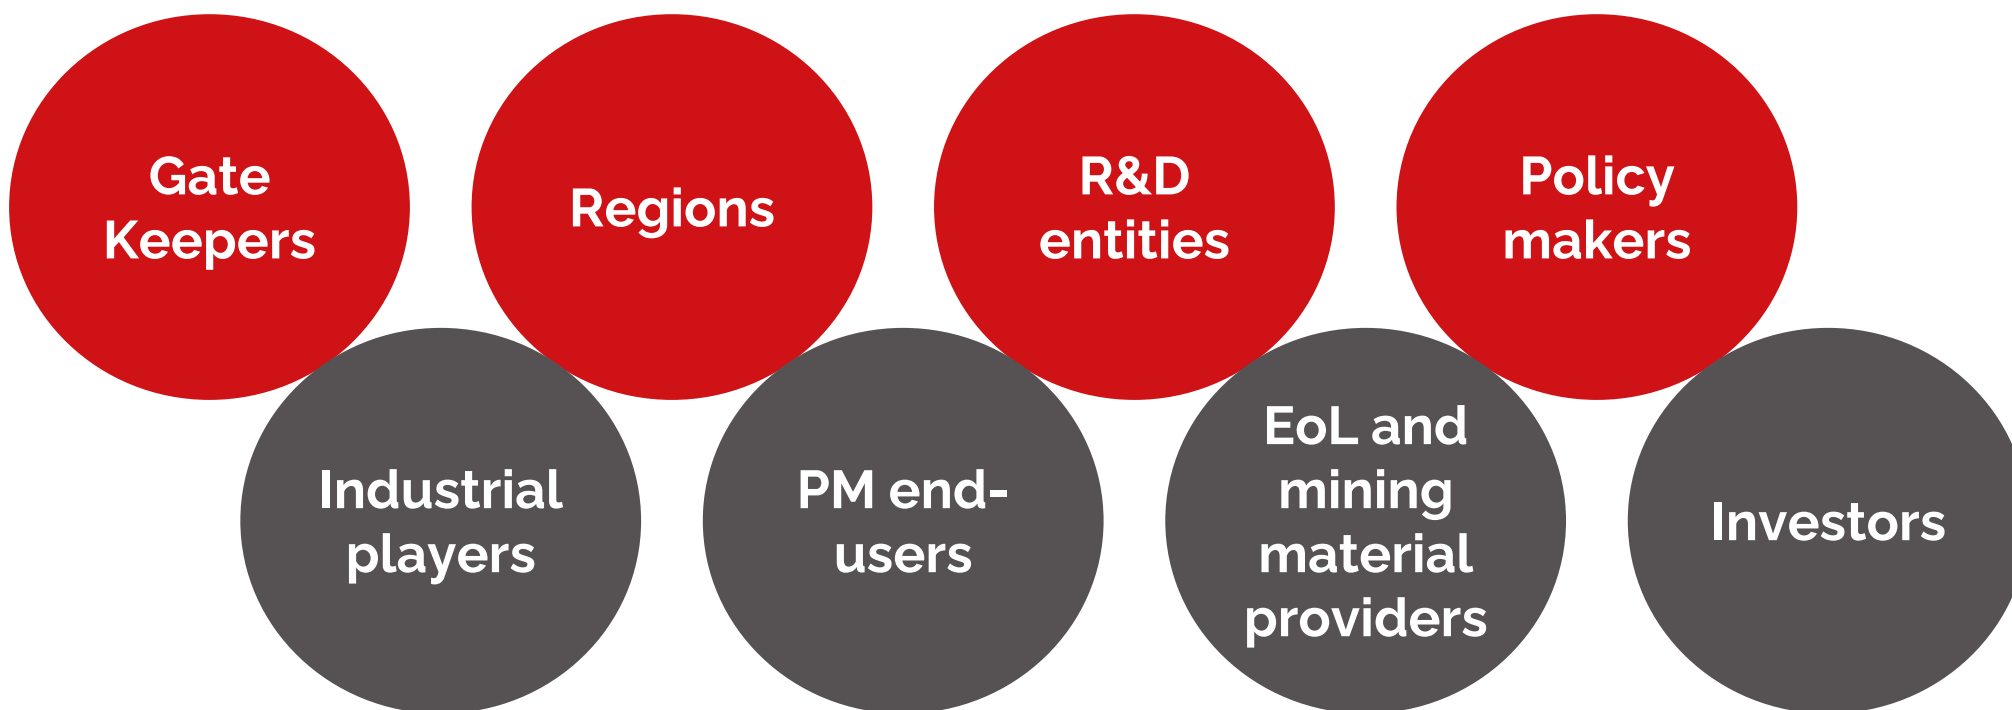 Gate
Keepers
Regions
R&D
entities
Policy
makers
Industrial
players
PM end-
users
EoL and
mining
material
providers
Investors